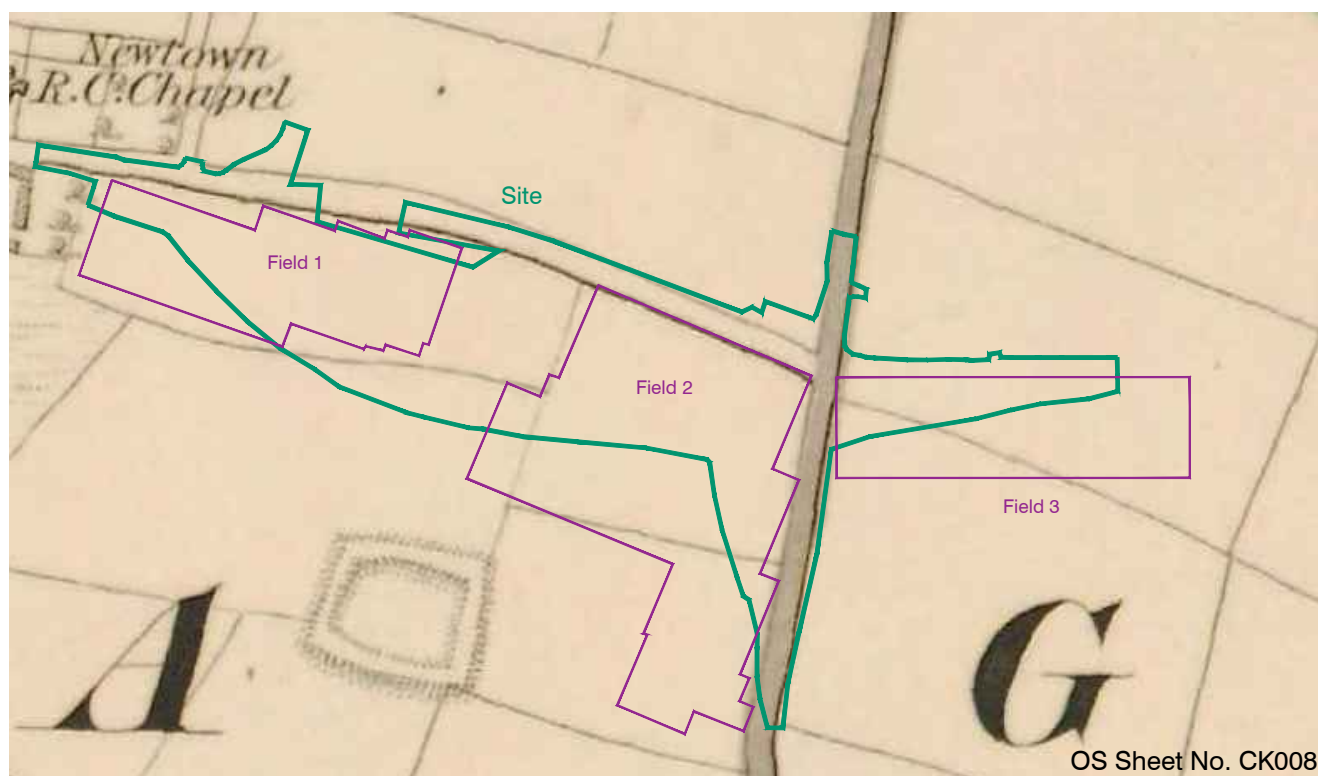 Newtown
R.C. Chapel
Site
Field 1
Field 2
Field 3
A
G
OS Sheet No. CK008